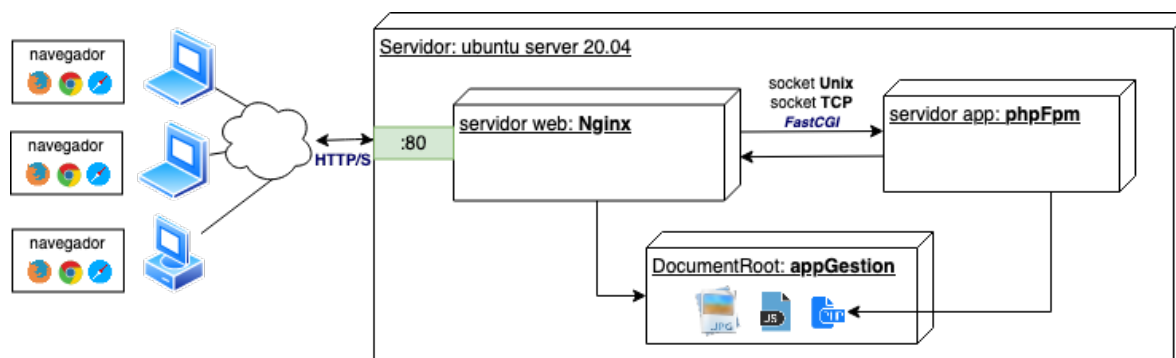 navegador
navegador
navegador
HTTP/S
Servidor: ubuntu server 20.04
:80
servidor web: Nginx
socket Unix
socket TCP
FastCGI
servidor app: phpFpm
DocumentRoot: appGestion
JPG
JS
PHP